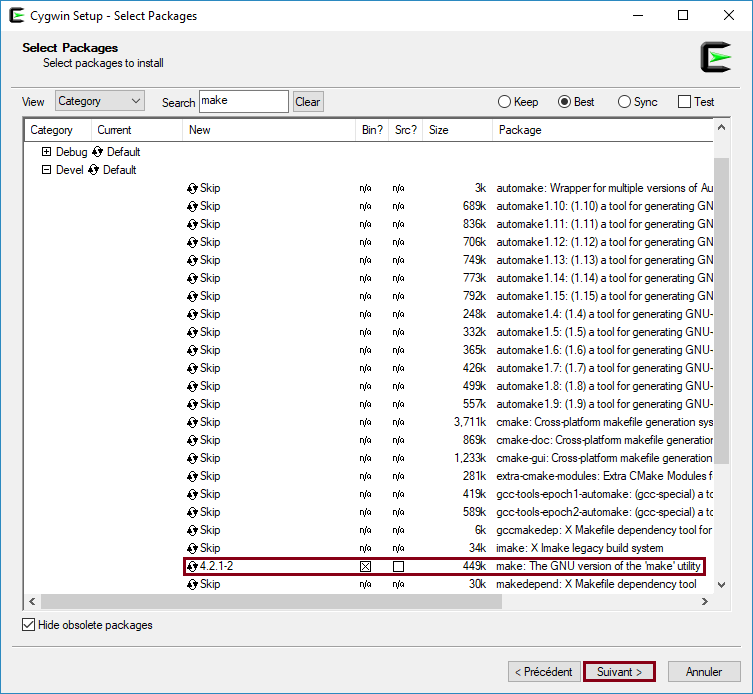 Cygwin Setup - Select Packages
Select Packages
Select packages to install
View Category Search make Clear Keep Best Sync Test
Category Current New Bin? Src? Size Package
Debug Default
Devel Default
Skip n/a n/a 3k automake: Wrapper for multiple versions of Au
Skip n/a n/a 689k automake1.10: (1.10) a tool for generating GN
Skip n/a n/a 836k automake1.11: (1.11) a tool for generating GN
Skip n/a n/a 706k automake1.12: (1.12) a tool for generating GN
Skip n/a n/a 749k automake1.13: (1.13) a tool for generating GN
Skip n/a n/a 773k automake1.14: (1.14) a tool for generating GN
Skip n/a n/a 792k automake1.15: (1.15) a tool for generating GN
Skip n/a n/a 248k automake1.4: (1.4) a tool for generating GNU-
Skip n/a n/a 332k automake1.5: (1.5) a tool for generating GNU-
Skip n/a n/a 365k automake1.6: (1.6) a tool for generating GNU-
Skip n/a n/a 426k automake1.7: (1.7) a tool for generating GNU-
Skip n/a n/a 499k automake1.8: (1.8) a tool for generating GNU-
Skip n/a n/a 557k automake1.9: (1.9) a tool for generating GNU-
Skip n/a n/a 3,711k cmake: Cross-platform makefile generation sys
Skip n/a n/a 869k cmake-doc: Cross-platform makefile generation
Skip n/a n/a 1,233k cmake-gui: Cross-platform makefile generation
Skip n/a n/a 281k extra-cmake-modules: Extra CMake Modules f
Skip n/a n/a 419k gcc-tools-epoch1-automake: (gcc-special) a to
Skip n/a n/a 589k gcc-tools-epoch2-automake: (gcc-special) a to
Skip n/a n/a 6k gccmakedep: X Makefile dependency tool for
Skip n/a n/a 34k imake: X Imake legacy build system
4.2.1-2 449k make: The GNU version of the 'make' utility
Skip n/a n/a 30k makedepend: X Makefile dependency tool
Hide obsolete packages
< Précédent Suivant > Annuler